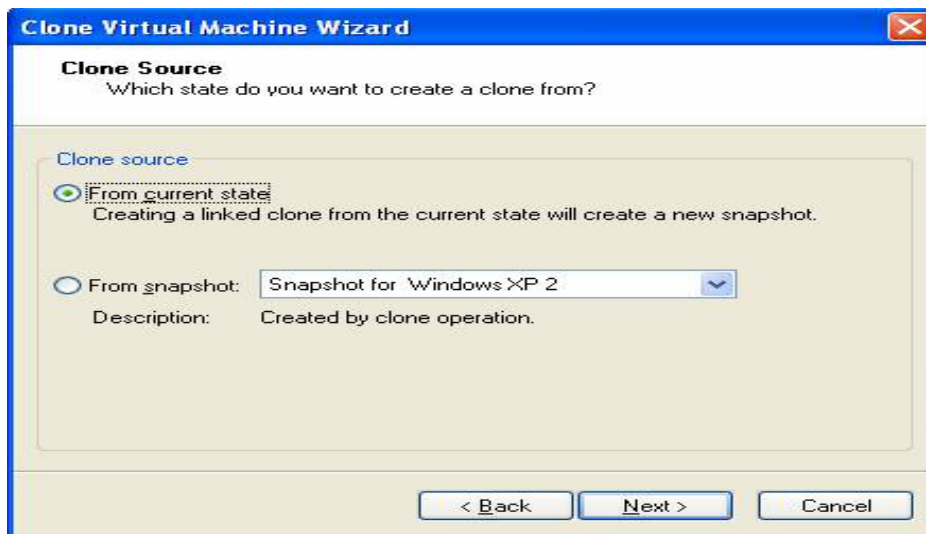 Clone Virtual Machine Wizard
Clone Source
Which state do you want to create a clone from?
Clone source
From current state
Creating a linked clone from the current state will create a new snapshot.
From snapshot: Snapshot for Windows XP 2
Description: Created by clone operation.
< Back Next > Cancel